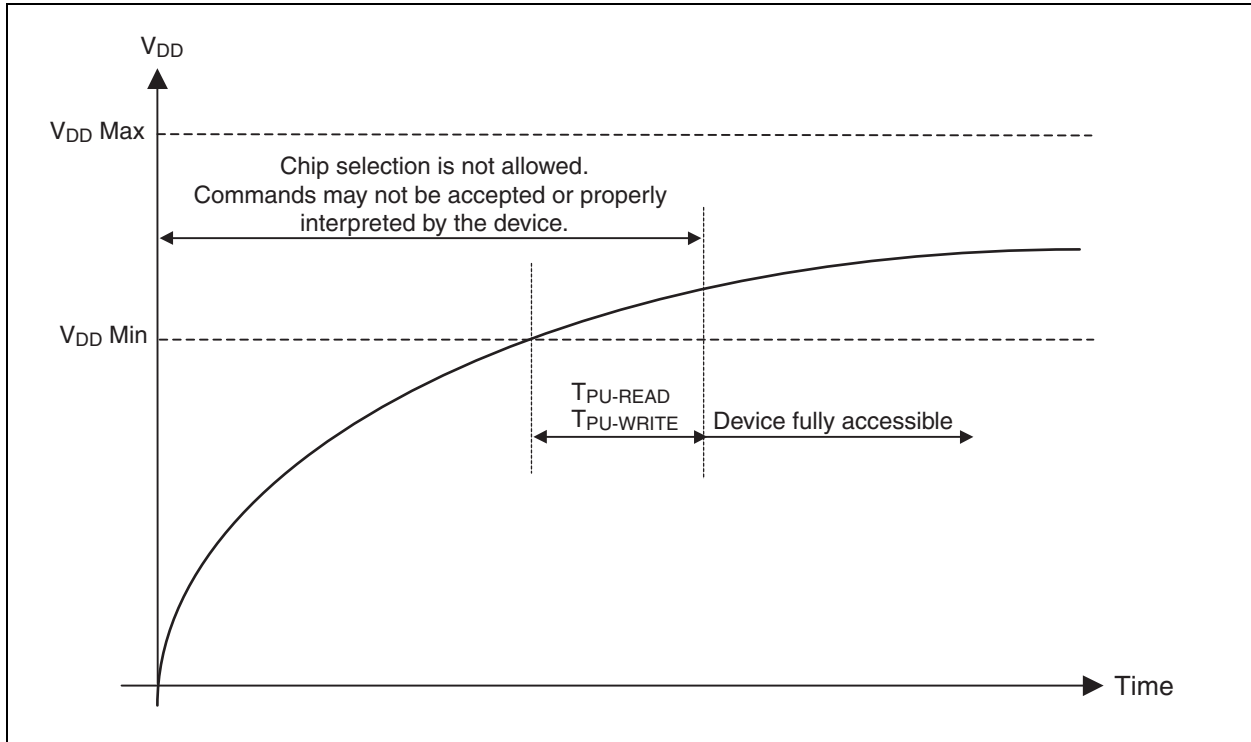 VDD
VDD Max
Chip selection is not allowed.
Commands may not be accepted or properly
interpreted by the device.
VDD Min
TPU-READ
TPU-WRITE
Device fully accessible
Time